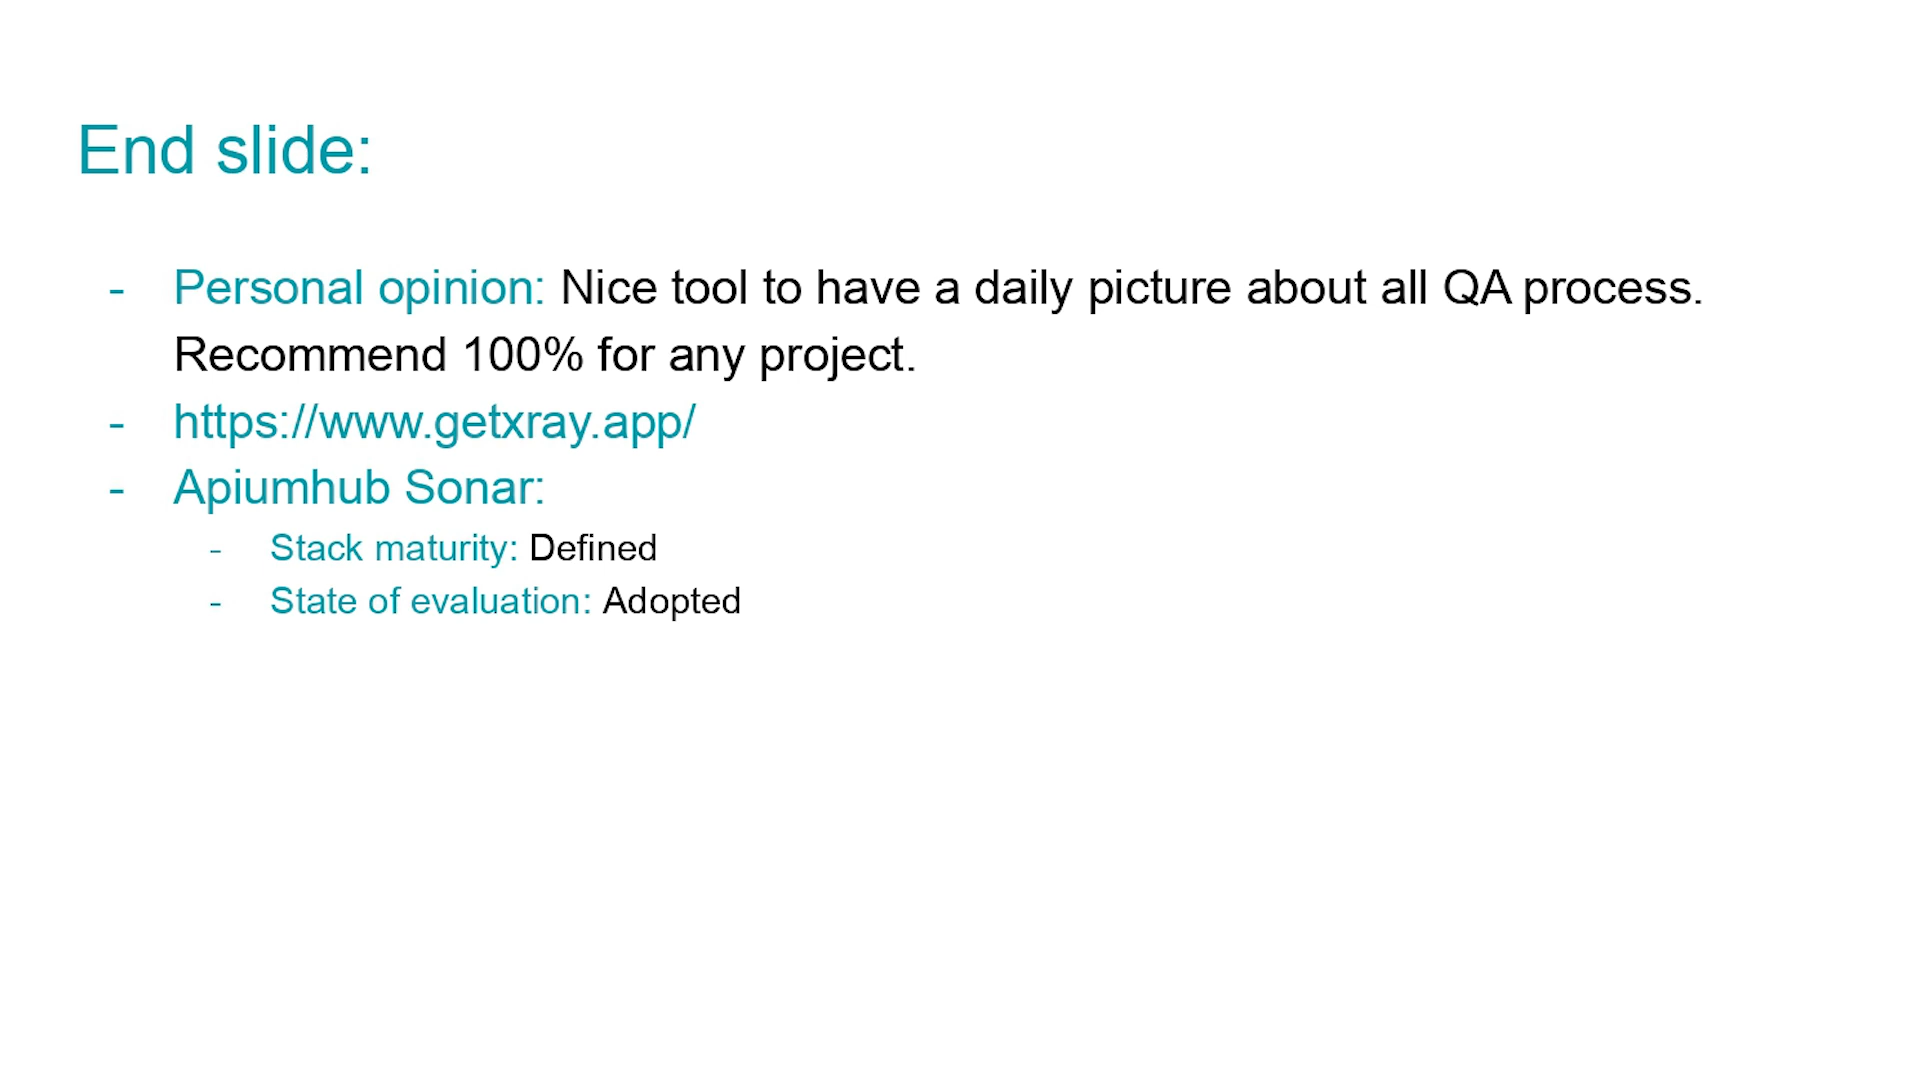 End slide:
- Personal opinion: Nice tool to have a daily picture about all QA process.
Recommend 100% for any project.
- https://www.getxray.app/
- Apiumhub Sonar:
- Stack maturity: Defined
- State of evaluation: Adopted